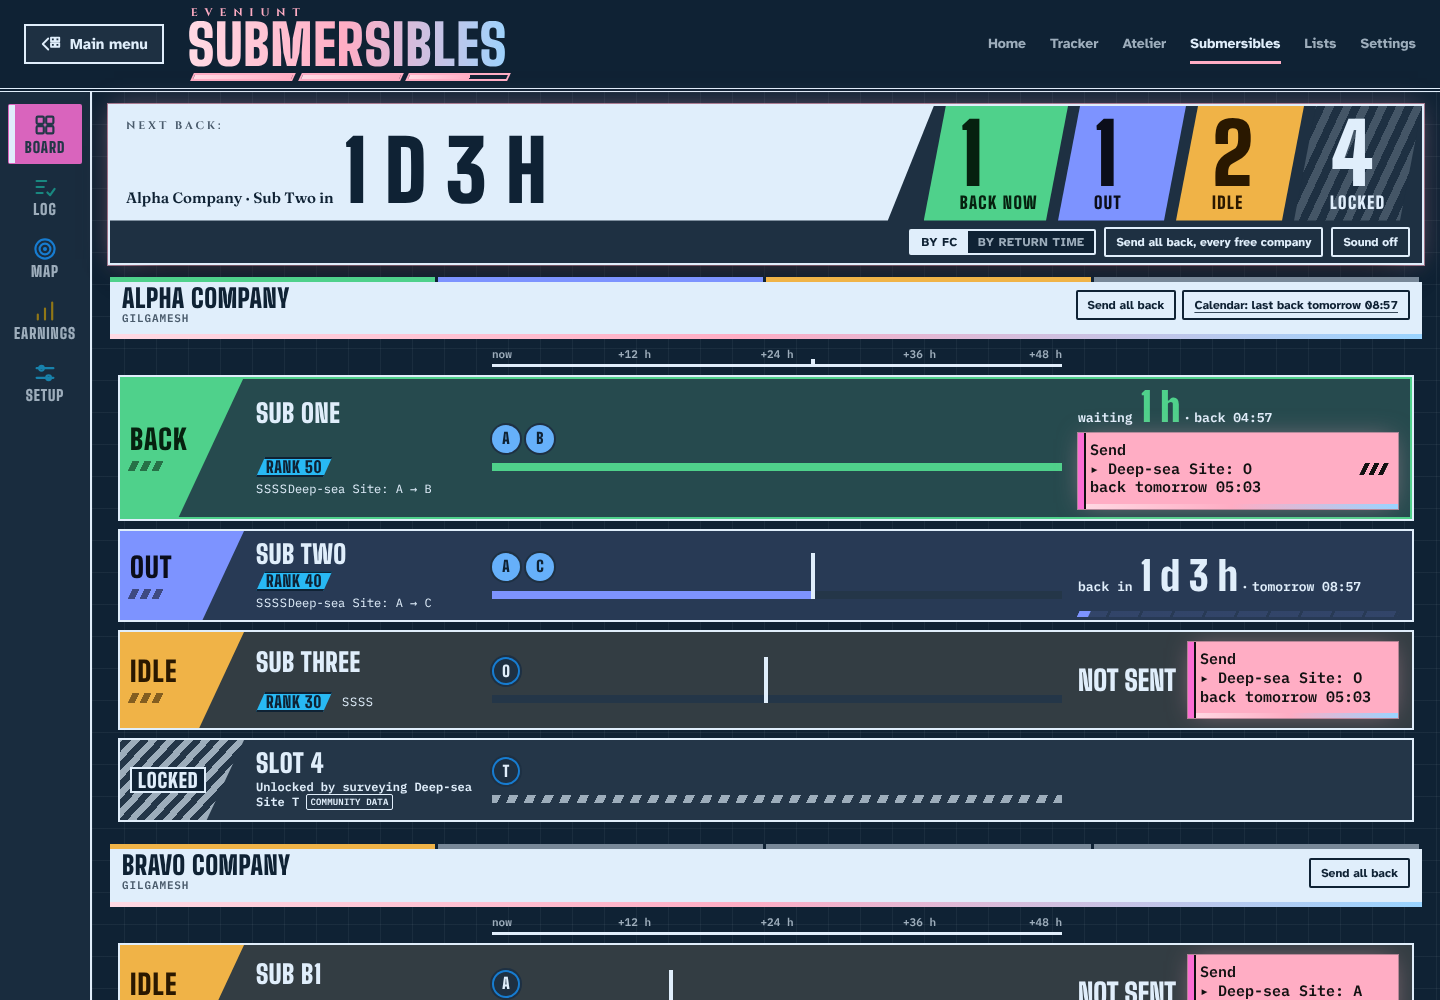 Main menu
EVENIUNT
SUBMERSIBLES
Home
Tracker
Atelier
Submersibles
Lists
Settings
BOARD
LOG
MAP
EARNINGS
SETUP
NEXT BACK:
Alpha Company · Sub Two in 1D3H
1
BACK NOW
1
OUT
2
IDLE
4
LOCKED
BY FC
BY RETURN TIME
Send all back, every free company
Sound off
ALPHA COMPANY
GILGAMESH
Send all back
Calendar: last back tomorrow 08:57
now +12 h +24 h +36 h +48 h
BACK
SUB ONE
RANK 50
SSSSDeep-sea Site: A → B
A B
waiting 1h · back 04:57
Send
▸ Deep-sea Site: O
back tomorrow 05:03
OUT
SUB TWO
RANK 40
SSSSDeep-sea Site: A → C
A C
back in 1d3h · tomorrow 08:57
IDLE
SUB THREE
RANK 30 SSSS
O
NOT SENT
Send
▸ Deep-sea Site: O
back tomorrow 05:03
LOCKED
SLOT 4
Unlocked by surveying Deep-sea
Site T COMMUNITY DATA
T
BRAVO COMPANY
GILGAMESH
Send all back
now +12 h +24 h +36 h +48 h
IDLE
SUB B1
A
NOT SENT
Send
▸ Deep-sea Site: A